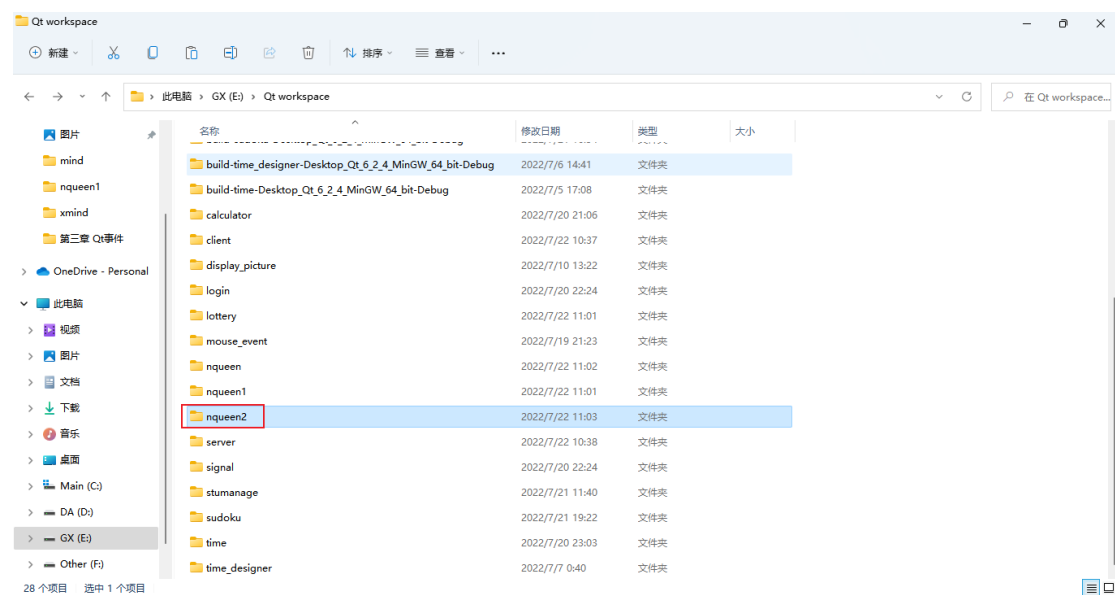 Qt workspace
新建 排序 查看 ...
此电脑 > GX (E:) > Qt workspace 在 Qt workspace...
名称 修改日期 类型 大小
build-time_designer-Desktop_Qt_6_2_4_MinGW_64_bit-Debug 2022/7/6 14:41 文件夹
build-time-Desktop_Qt_6_2_4_MinGW_64_bit-Debug 2022/7/5 17:08 文件夹
calculator 2022/7/20 21:06 文件夹
client 2022/7/22 10:37 文件夹
display_picture 2022/7/10 13:22 文件夹
login 2022/7/20 22:24 文件夹
lottery 2022/7/22 11:01 文件夹
mouse_event 2022/7/19 21:23 文件夹
nqueen 2022/7/22 11:02 文件夹
nqueen1 2022/7/22 11:01 文件夹
nqueen2 2022/7/22 11:03 文件夹
server 2022/7/22 10:38 文件夹
signal 2022/7/20 22:24 文件夹
stumanage 2022/7/21 11:40 文件夹
sudoku 2022/7/21 19:22 文件夹
time 2022/7/20 23:03 文件夹
time_designer 2022/7/7 0:40 文件夹
图片
mind
nqueen1
xmind
第三章 Qt事件
OneDrive - Personal
此电脑
视频
图片
文档
下载
音乐
桌面
Main (C:)
DA (D:)
GX (E:)
Other (F:)
28 个项目 选中 1 个项目